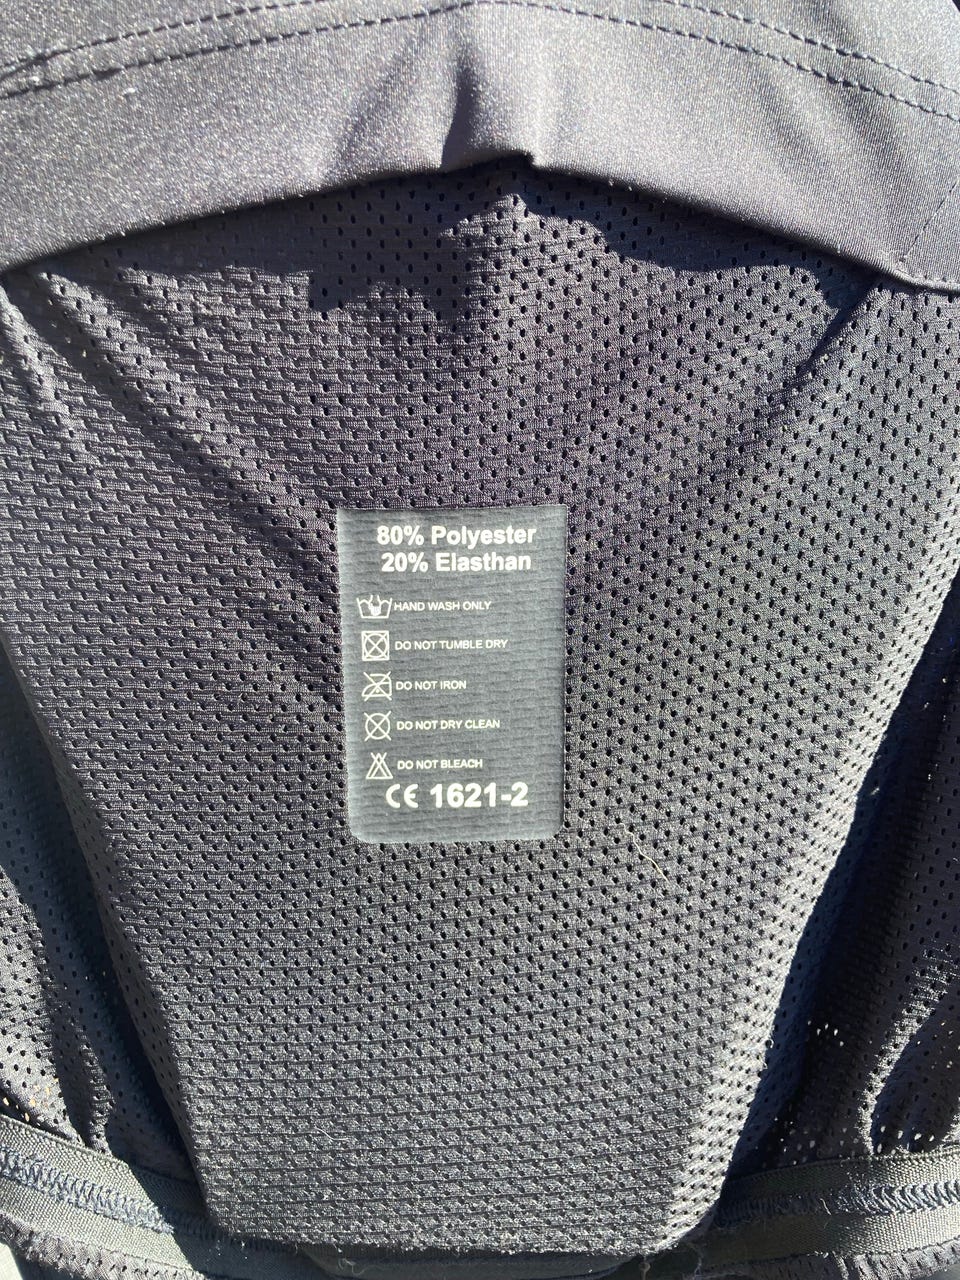 80% Polyester
20% Elasthan
HAND WASH ONLY
DO NOT TUMBLE DRY
DO NOT IRON
DO NOT DRY CLEAN
DO NOT BLEACH
CE 1621-2